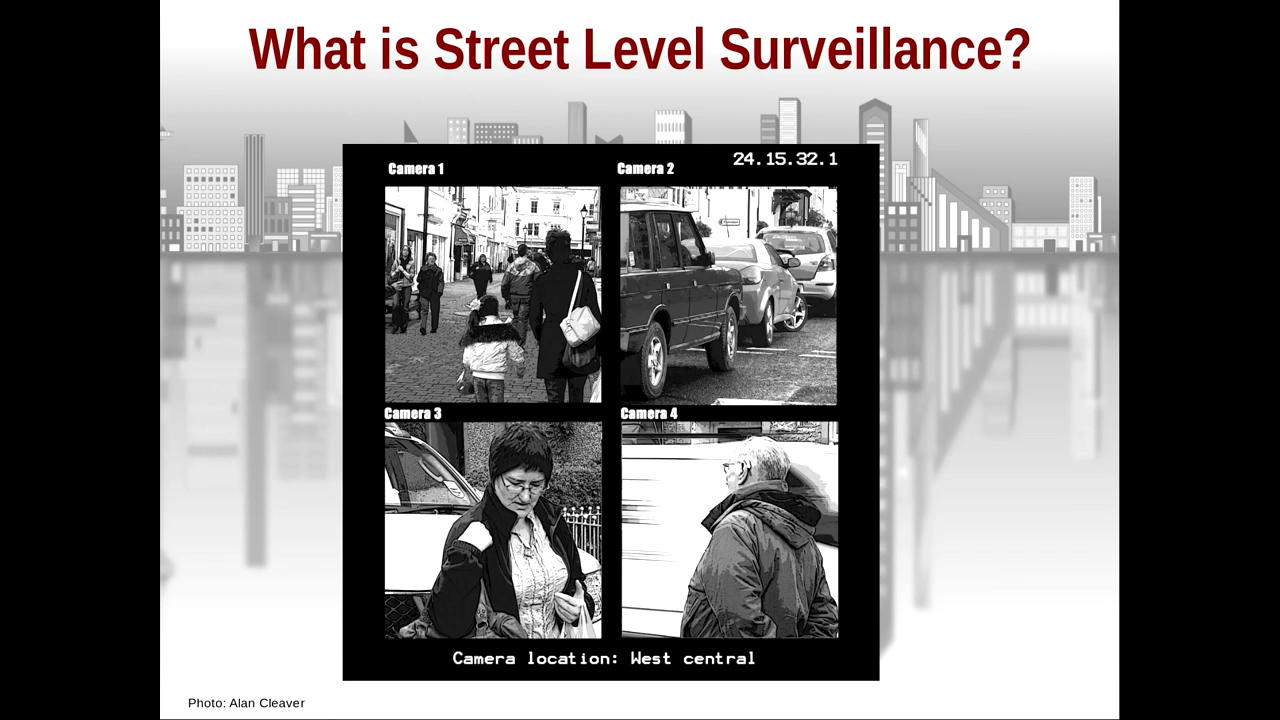 What is Street Level Surveillance?
24.15.32.1
Camera 1
Camera 2
Camera 3
Camera 4
Camera location: West central
Photo: Alan Cleaver